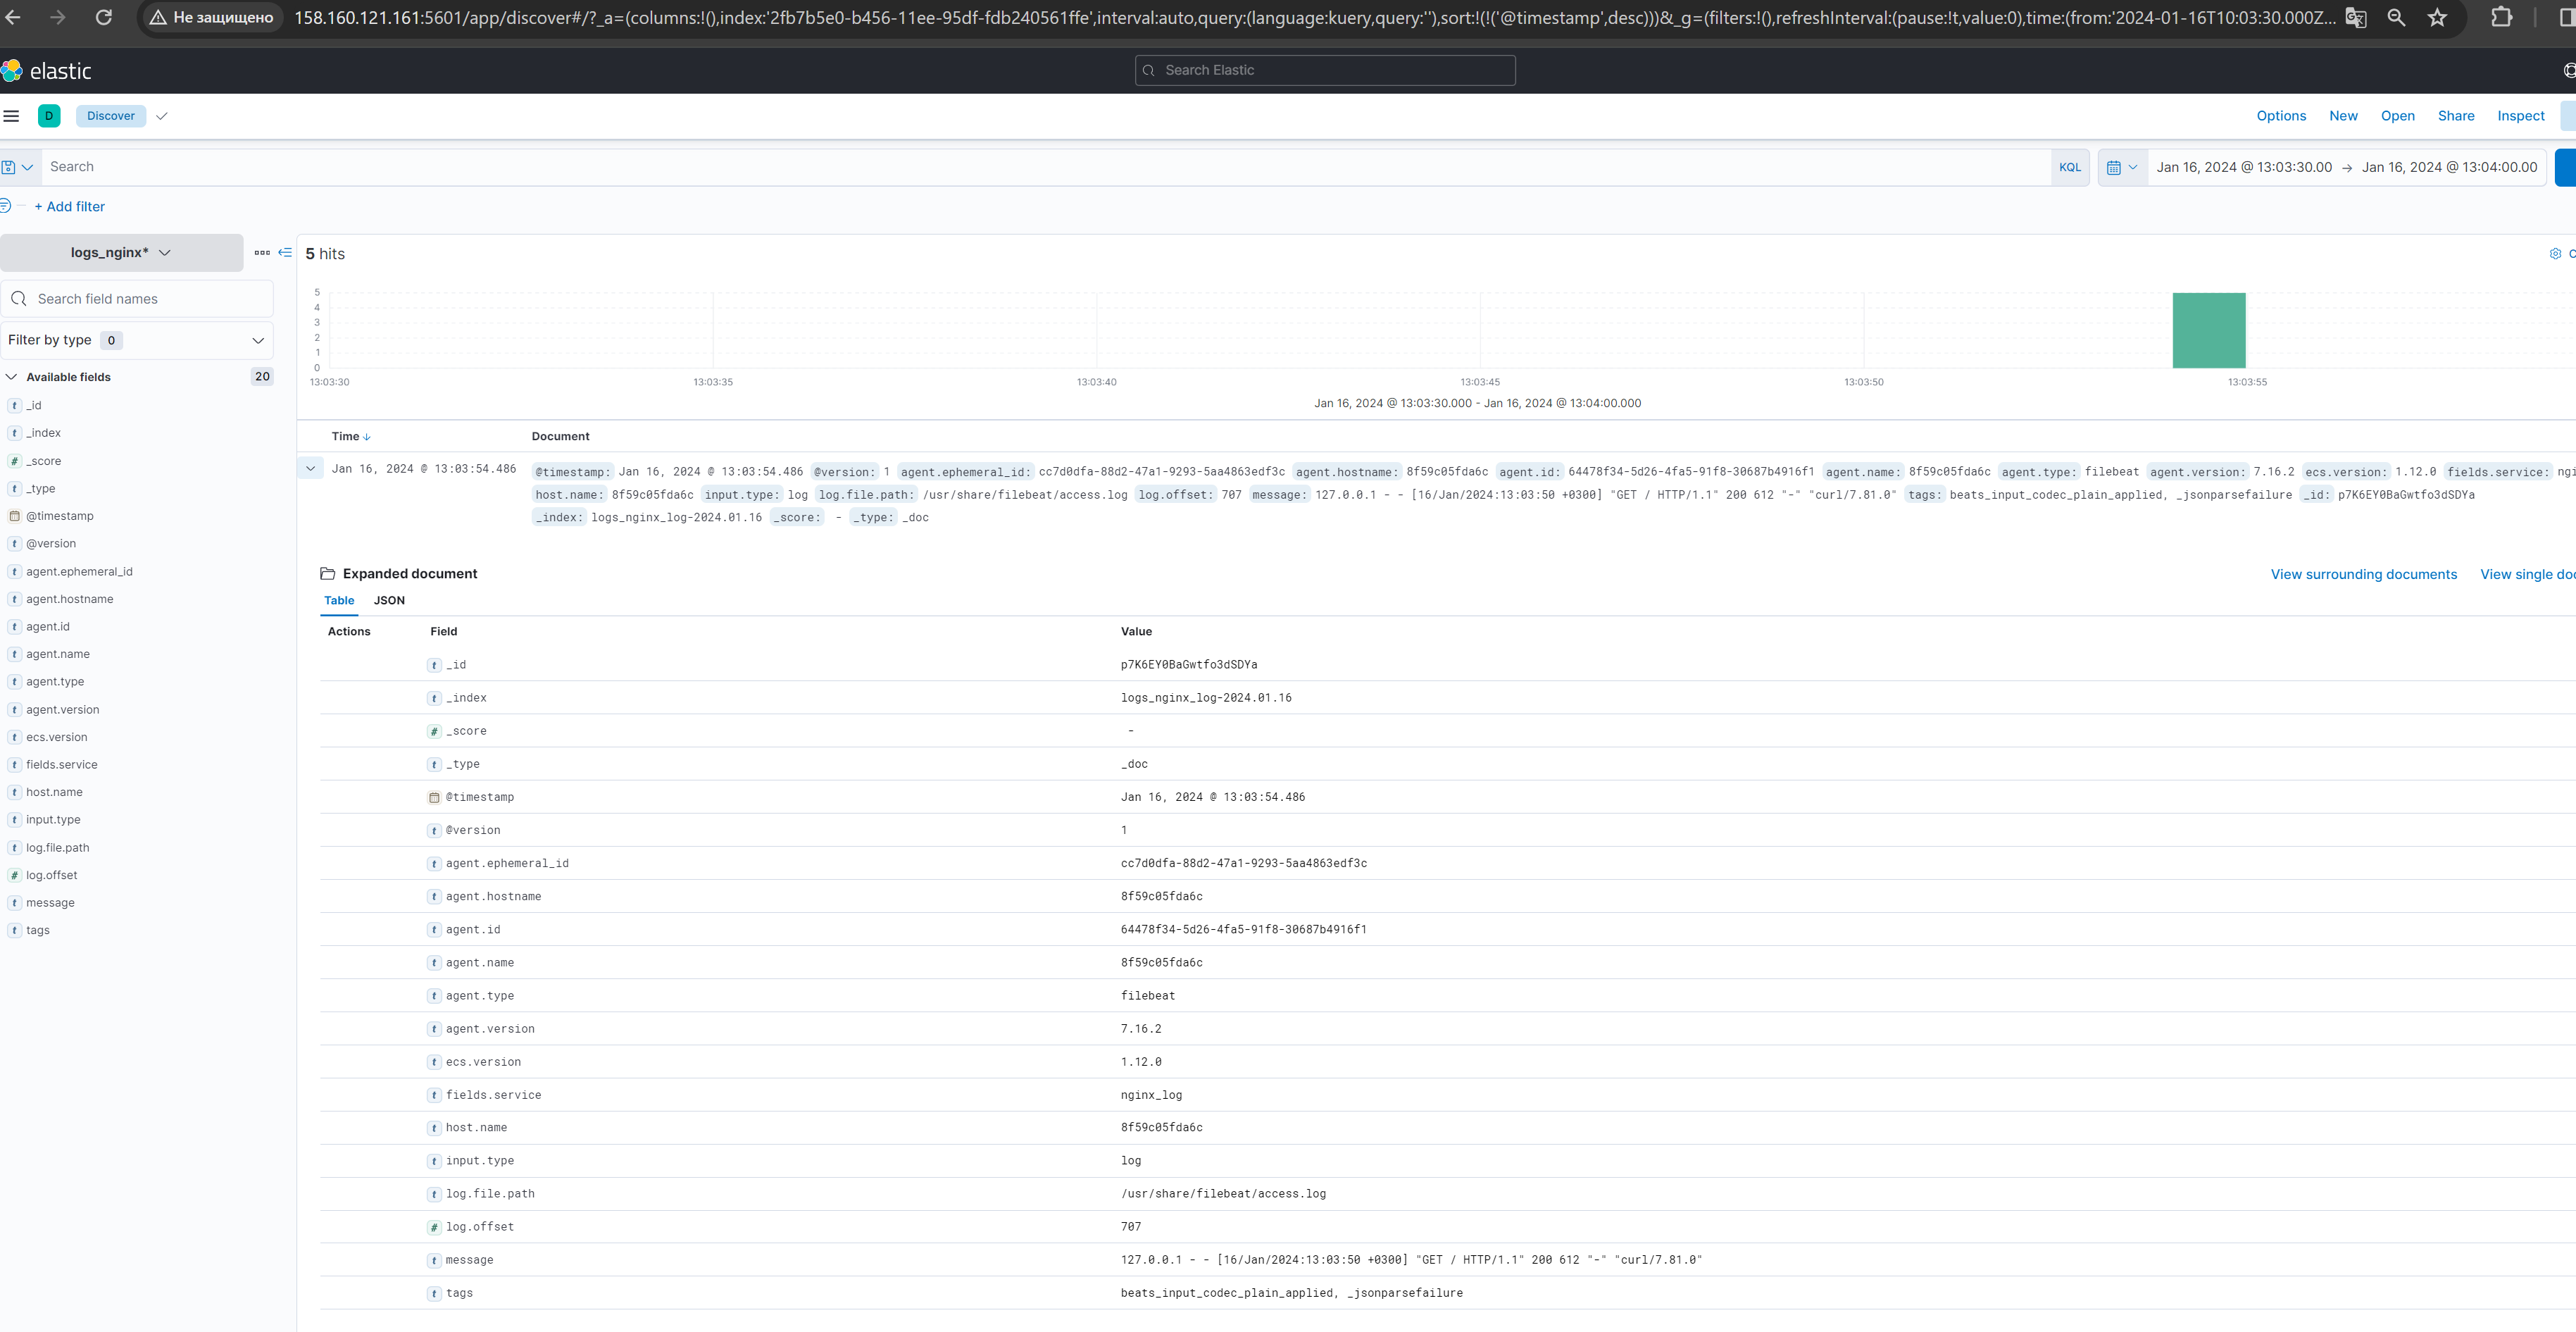 Не защищено 158.160.121.161:5601/app/discover#/?_a=(columns:!(),index:'2fb7b5e0-b456-11ee-95df-fdb240561ffe',interval:auto,query:(language:kuery,query:''),sort:!(!('@timestamp',desc)))&_g=(filters:!(),refreshInterval:(pause:!t,value:0),time:(from:'2024-01-16T10:03:30.000Z...
elastic Search Elastic
D Discover Options New Open Share Inspect
Search KQL Jan 16, 2024 @ 13:03:30.00 → Jan 16, 2024 @ 13:04:00.00
+ Add filter
logs_nginx* 5 hits
Search field names
Filter by type 0
Available fields 20
_id
_index
_score
_type
@timestamp
@version
agent.ephemeral_id
agent.hostname
agent.id
agent.name
agent.type
agent.version
ecs.version
fields.service
host.name
input.type
log.file.path
log.offset
message
tags
5
4
3
2
1
0
13:03:30 13:03:35 13:03:40 13:03:45 13:03:50 13:03:55
Jan 16, 2024 @ 13:03:30.000 - Jan 16, 2024 @ 13:04:00.000
Time Document
Jan 16, 2024 @ 13:03:54.486 @timestamp: Jan 16, 2024 @ 13:03:54.486 @version: 1 agent.ephemeral_id: cc7d0dfa-88d2-47a1-9293-5aa4863edf3c agent.hostname: 8f59c05fda6c agent.id: 64478f34-5d26-4fa5-91f8-30687b4916f1 agent.name: 8f59c05fda6c agent.type: filebeat agent.version: 7.16.2 ecs.version: 1.12.0 fields.service:
host.name: 8f59c05fda6c input.type: log log.file.path: /usr/share/filebeat/access.log log.offset: 707 message: 127.0.0.1 - - [16/Jan/2024:13:03:50 +0300] "GET / HTTP/1.1" 200 612 "-" "curl/7.81.0" tags: beats_input_codec_plain_applied, _jsonparsefailure _id: p7K6EY0BaGwtfo3dSDYa
_index: logs_nginx_log-2024.01.16 _score: - _type: _doc
Expanded document View surrounding documents View single
Table JSON
Actions Field Value
_id p7K6EY0BaGwtfo3dSDYa
_index logs_nginx_log-2024.01.16
_score -
_type _doc
@timestamp Jan 16, 2024 @ 13:03:54.486
@version 1
agent.ephemeral_id cc7d0dfa-88d2-47a1-9293-5aa4863edf3c
agent.hostname 8f59c05fda6c
agent.id 64478f34-5d26-4fa5-91f8-30687b4916f1
agent.name 8f59c05fda6c
agent.type filebeat
agent.version 7.16.2
ecs.version 1.12.0
fields.service nginx_log
host.name 8f59c05fda6c
input.type log
log.file.path /usr/share/filebeat/access.log
log.offset 707
message 127.0.0.1 - - [16/Jan/2024:13:03:50 +0300] "GET / HTTP/1.1" 200 612 "-" "curl/7.81.0"
tags beats_input_codec_plain_applied, _jsonparsefailure